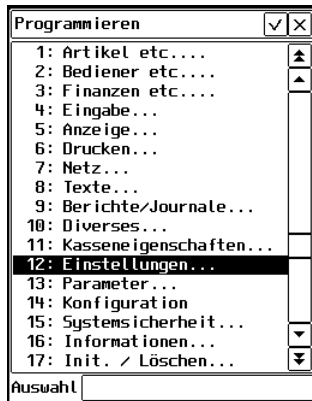 Programmieren
1: Artikel etc....
2: Bediener etc....
3: Finanzen etc....
4: Eingabe...
5: Anzeige...
6: Drucken...
7: Netz...
8: Texte...
9: Berichte/Journale...
10: Diverses...
11: Kasseneigenschaften...
12: Einstellungen...
13: Parameter...
14: Konfiguration
15: Systemsicherheit...
16: Informationen...
17: Init. / Löschen...
Auswahl